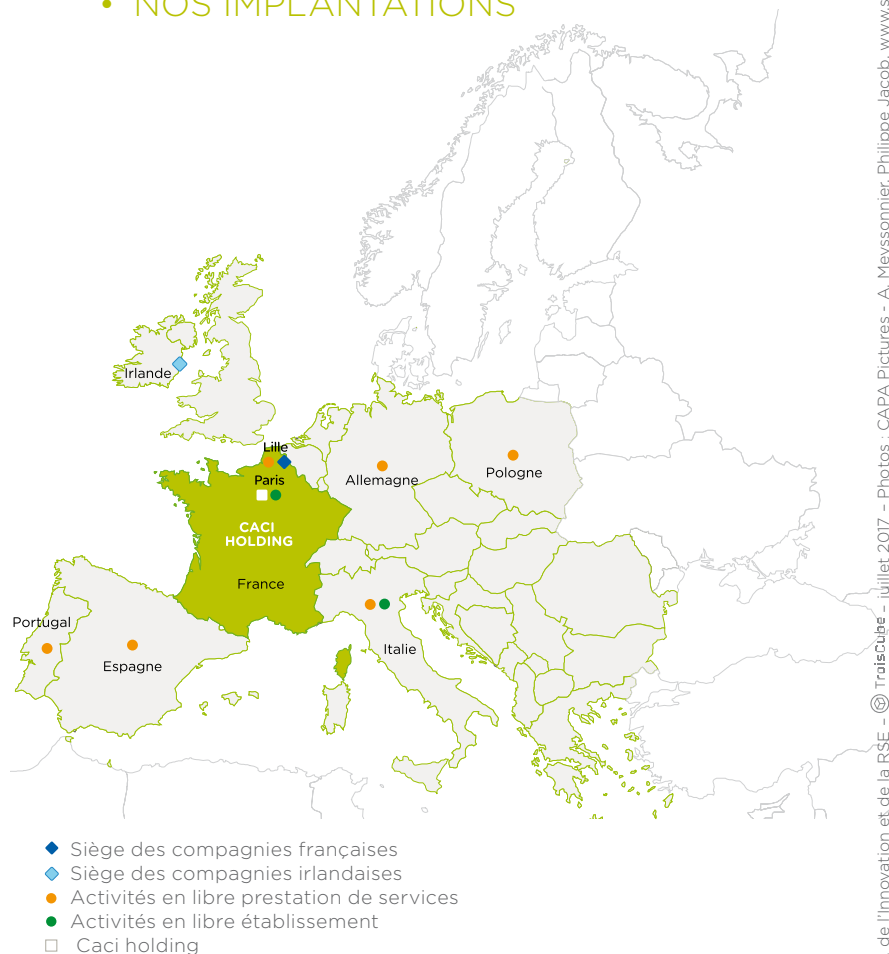 • NOS IMPLANTATIONS
Irlande
Lille
Paris
Allemagne
Pologne
CACI
HOLDING
France
Portugal
Espagne
Italie
Siège des compagnies françaises
Siège des compagnies irlandaises
Activités en libre prestation de services
Activités en libre établissement
Caci holding
de l'Innovation et de la RSE - TroisCube - juillet 2017 - Photos : CAPA Pictures - A. Meyssonnier, Philippe Jacob, www.s